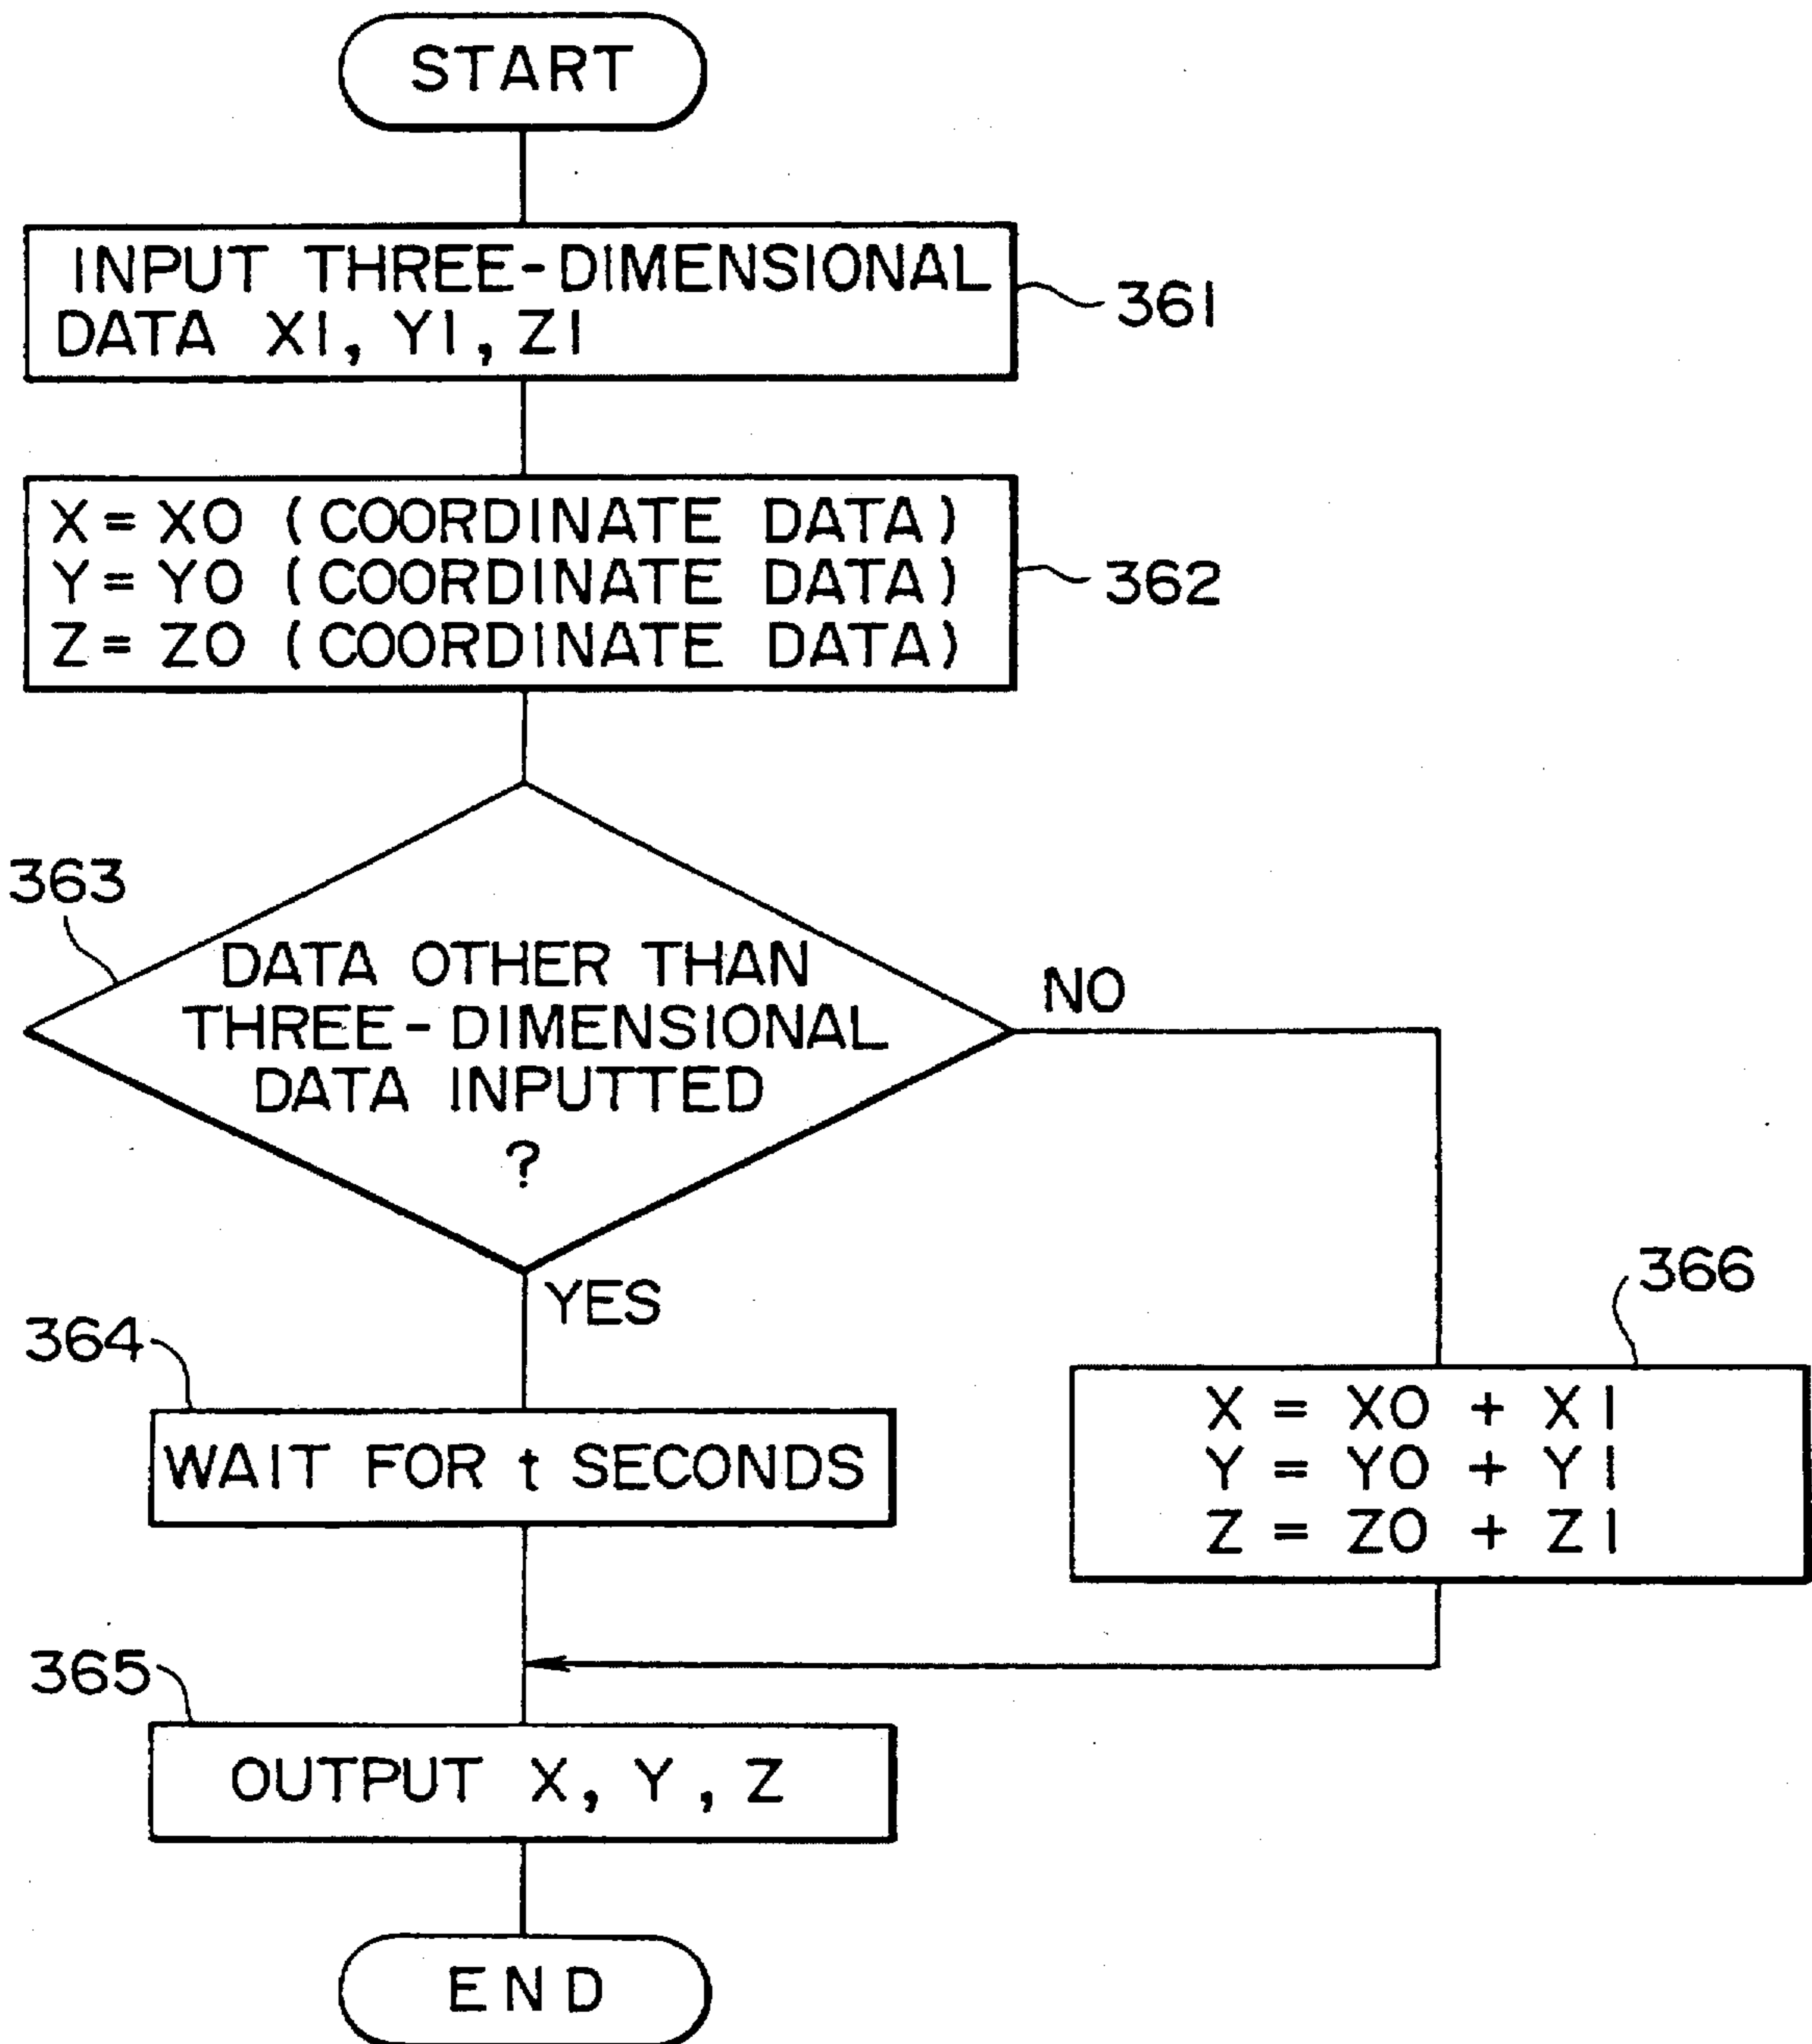 START
INPUT THREE-DIMENSIONAL
DATA X1, Y1, Z1
361
X = X0 (COORDINATE DATA)
Y = Y0 (COORDINATE DATA)
Z = Z0 (COORDINATE DATA)
362
363
DATA OTHER THAN
THREE-DIMENSIONAL
DATA INPUTTED
?
NO
YES
364
WAIT FOR t SECONDS
366
X = X0 + X1
Y = Y0 + Y1
Z = Z0 + Z1
365
OUTPUT X, Y, Z
END